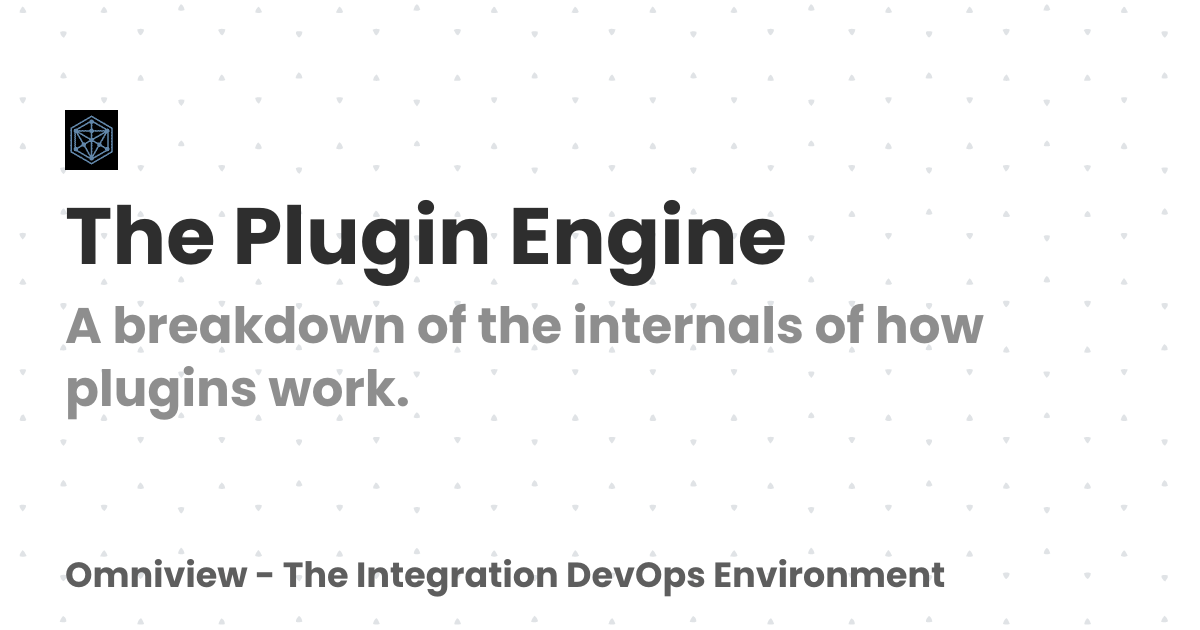 The Plugin Engine
A breakdown of the internals of how
plugins work.
Omniview - The Integration DevOps Environment